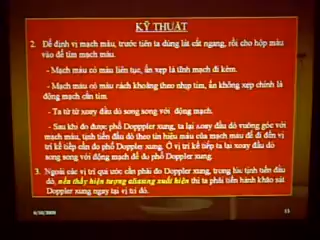 KỸ THUẬT
2. Để định vị mạch máu, trước tiên ta dùng lát cắt ngang, rồi cho hộp màu
vào để tìm mạch máu.
- Mạch máu có màu liên tục, ấn xẹp là tĩnh mạch đi kèm.
- Mạch máu có màu rách khoảng theo nhịp tim, ấn không xẹp chính là
động mạch cần tìm.
- Ta từ từ xoay đầu dò song song với động mạch.
- Sau khi đo được phổ Doppler xung, ta lại xoay đầu dò vuông góc với
mạch máu, tịnh tiến đầu dò theo hiệu màu của mạch máu để đi đến vị
trí kế tiếp cần đo phổ Doppler xung. Ở vị trí kế tiếp ta lại xoay đầu dò
song song với động mạch để đo phổ Doppler xung.
3. Ngoài các vị trí qui ước cần phải đo Doppler xung, trong lúc tịnh tiến đầu
dò, nếu thấy hiện tượng aliasing xuất hiện thì ta phải tiến hành khảo sát
Doppler xung ngay tại vị trí đó.
33